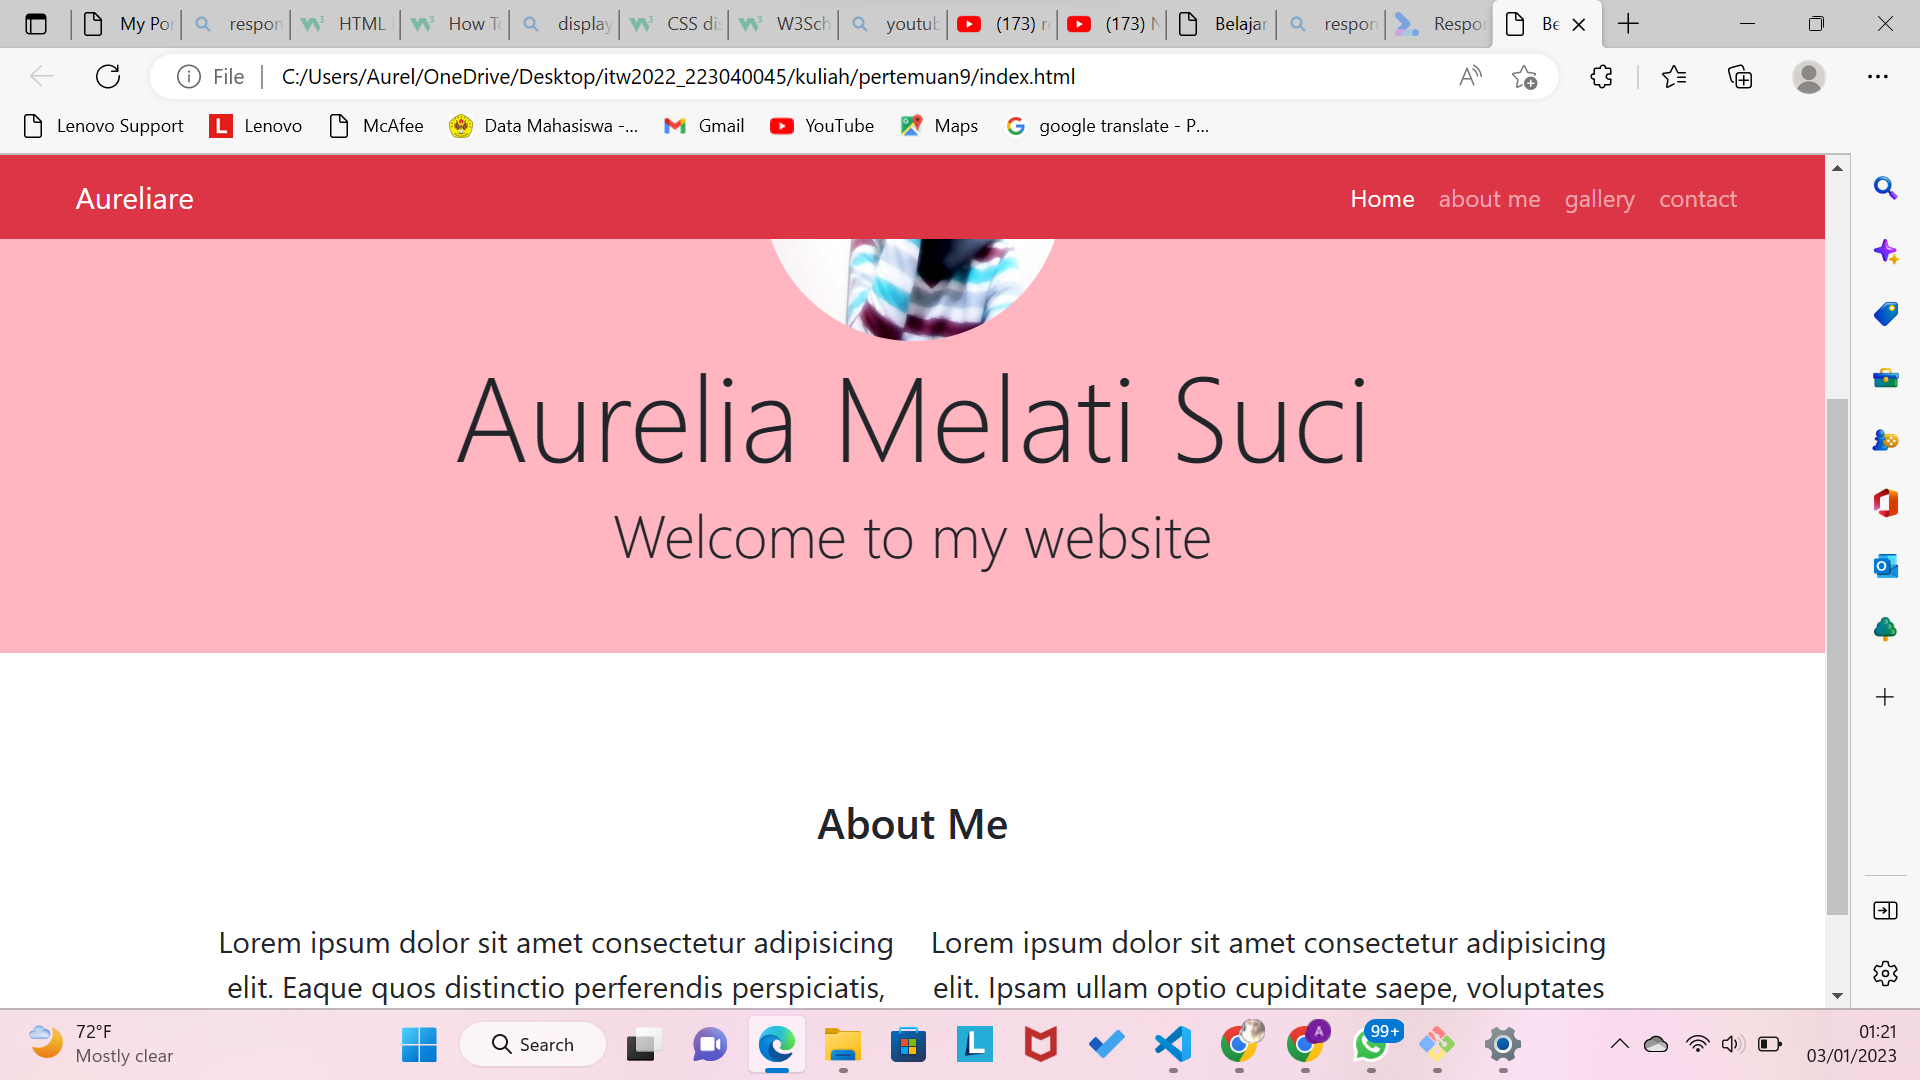 My Por
respon
HTML
How To
display
CSS dis
W3Sch
youtub
(173) r
(173) N
Belajar
respon
Respo
Be
File
C:/Users/Aurel/OneDrive/Desktop/itw2022_223040045/kuliah/pertemuan9/index.html
Lenovo Support
Lenovo
McAfee
Data Mahasiswa -...
Gmail
YouTube
Maps
google translate - P...
Aureliare
Home
about me
gallery
contact
Aurelia Melati Suci
Welcome to my website
About Me
Lorem ipsum dolor sit amet consectetur adipisicing
elit. Eaque quos distinctio perferendis perspiciatis,
Lorem ipsum dolor sit amet consectetur adipisicing
elit. Ipsam ullam optio cupiditate saepe, voluptates
72°F
Mostly clear
Search
99+
01:21
03/01/2023